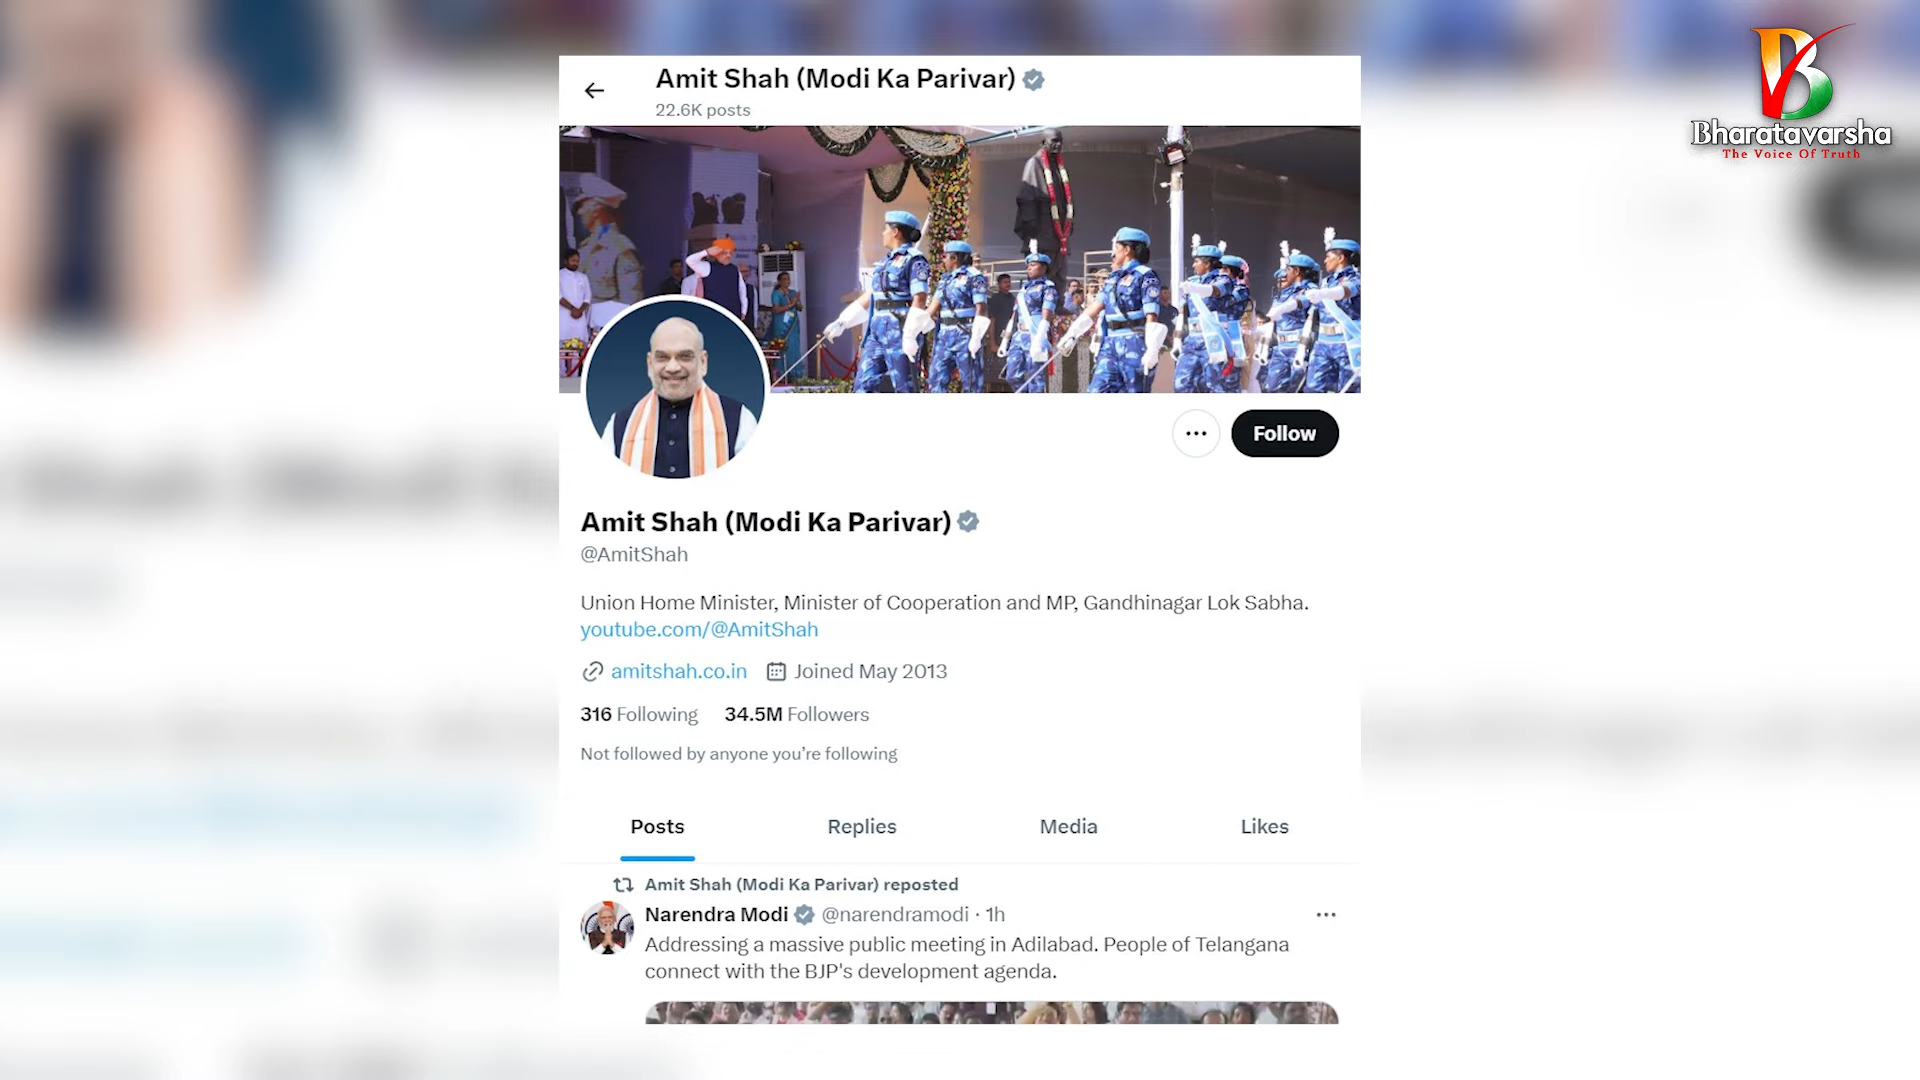 Amit Shah (Modi Ka Parivar)
22.6K posts
Bharatavarsha
The Voice Of Truth
Follow
Amit Shah (Modi Ka Parivar)
@AmitShah
Union Home Minister, Minister of Cooperation and MP, Gandhinagar Lok Sabha.
youtube.com/@AmitShah
amitshah.co.in Joined May 2013
316 Following 34.5M Followers
Not followed by anyone you’re following
Posts Replies Media Likes
Amit Shah (Modi Ka Parivar) reposted
Narendra Modi @narendramodi · 1h
Addressing a massive public meeting in Adilabad. People of Telangana
connect with the BJP's development agenda.